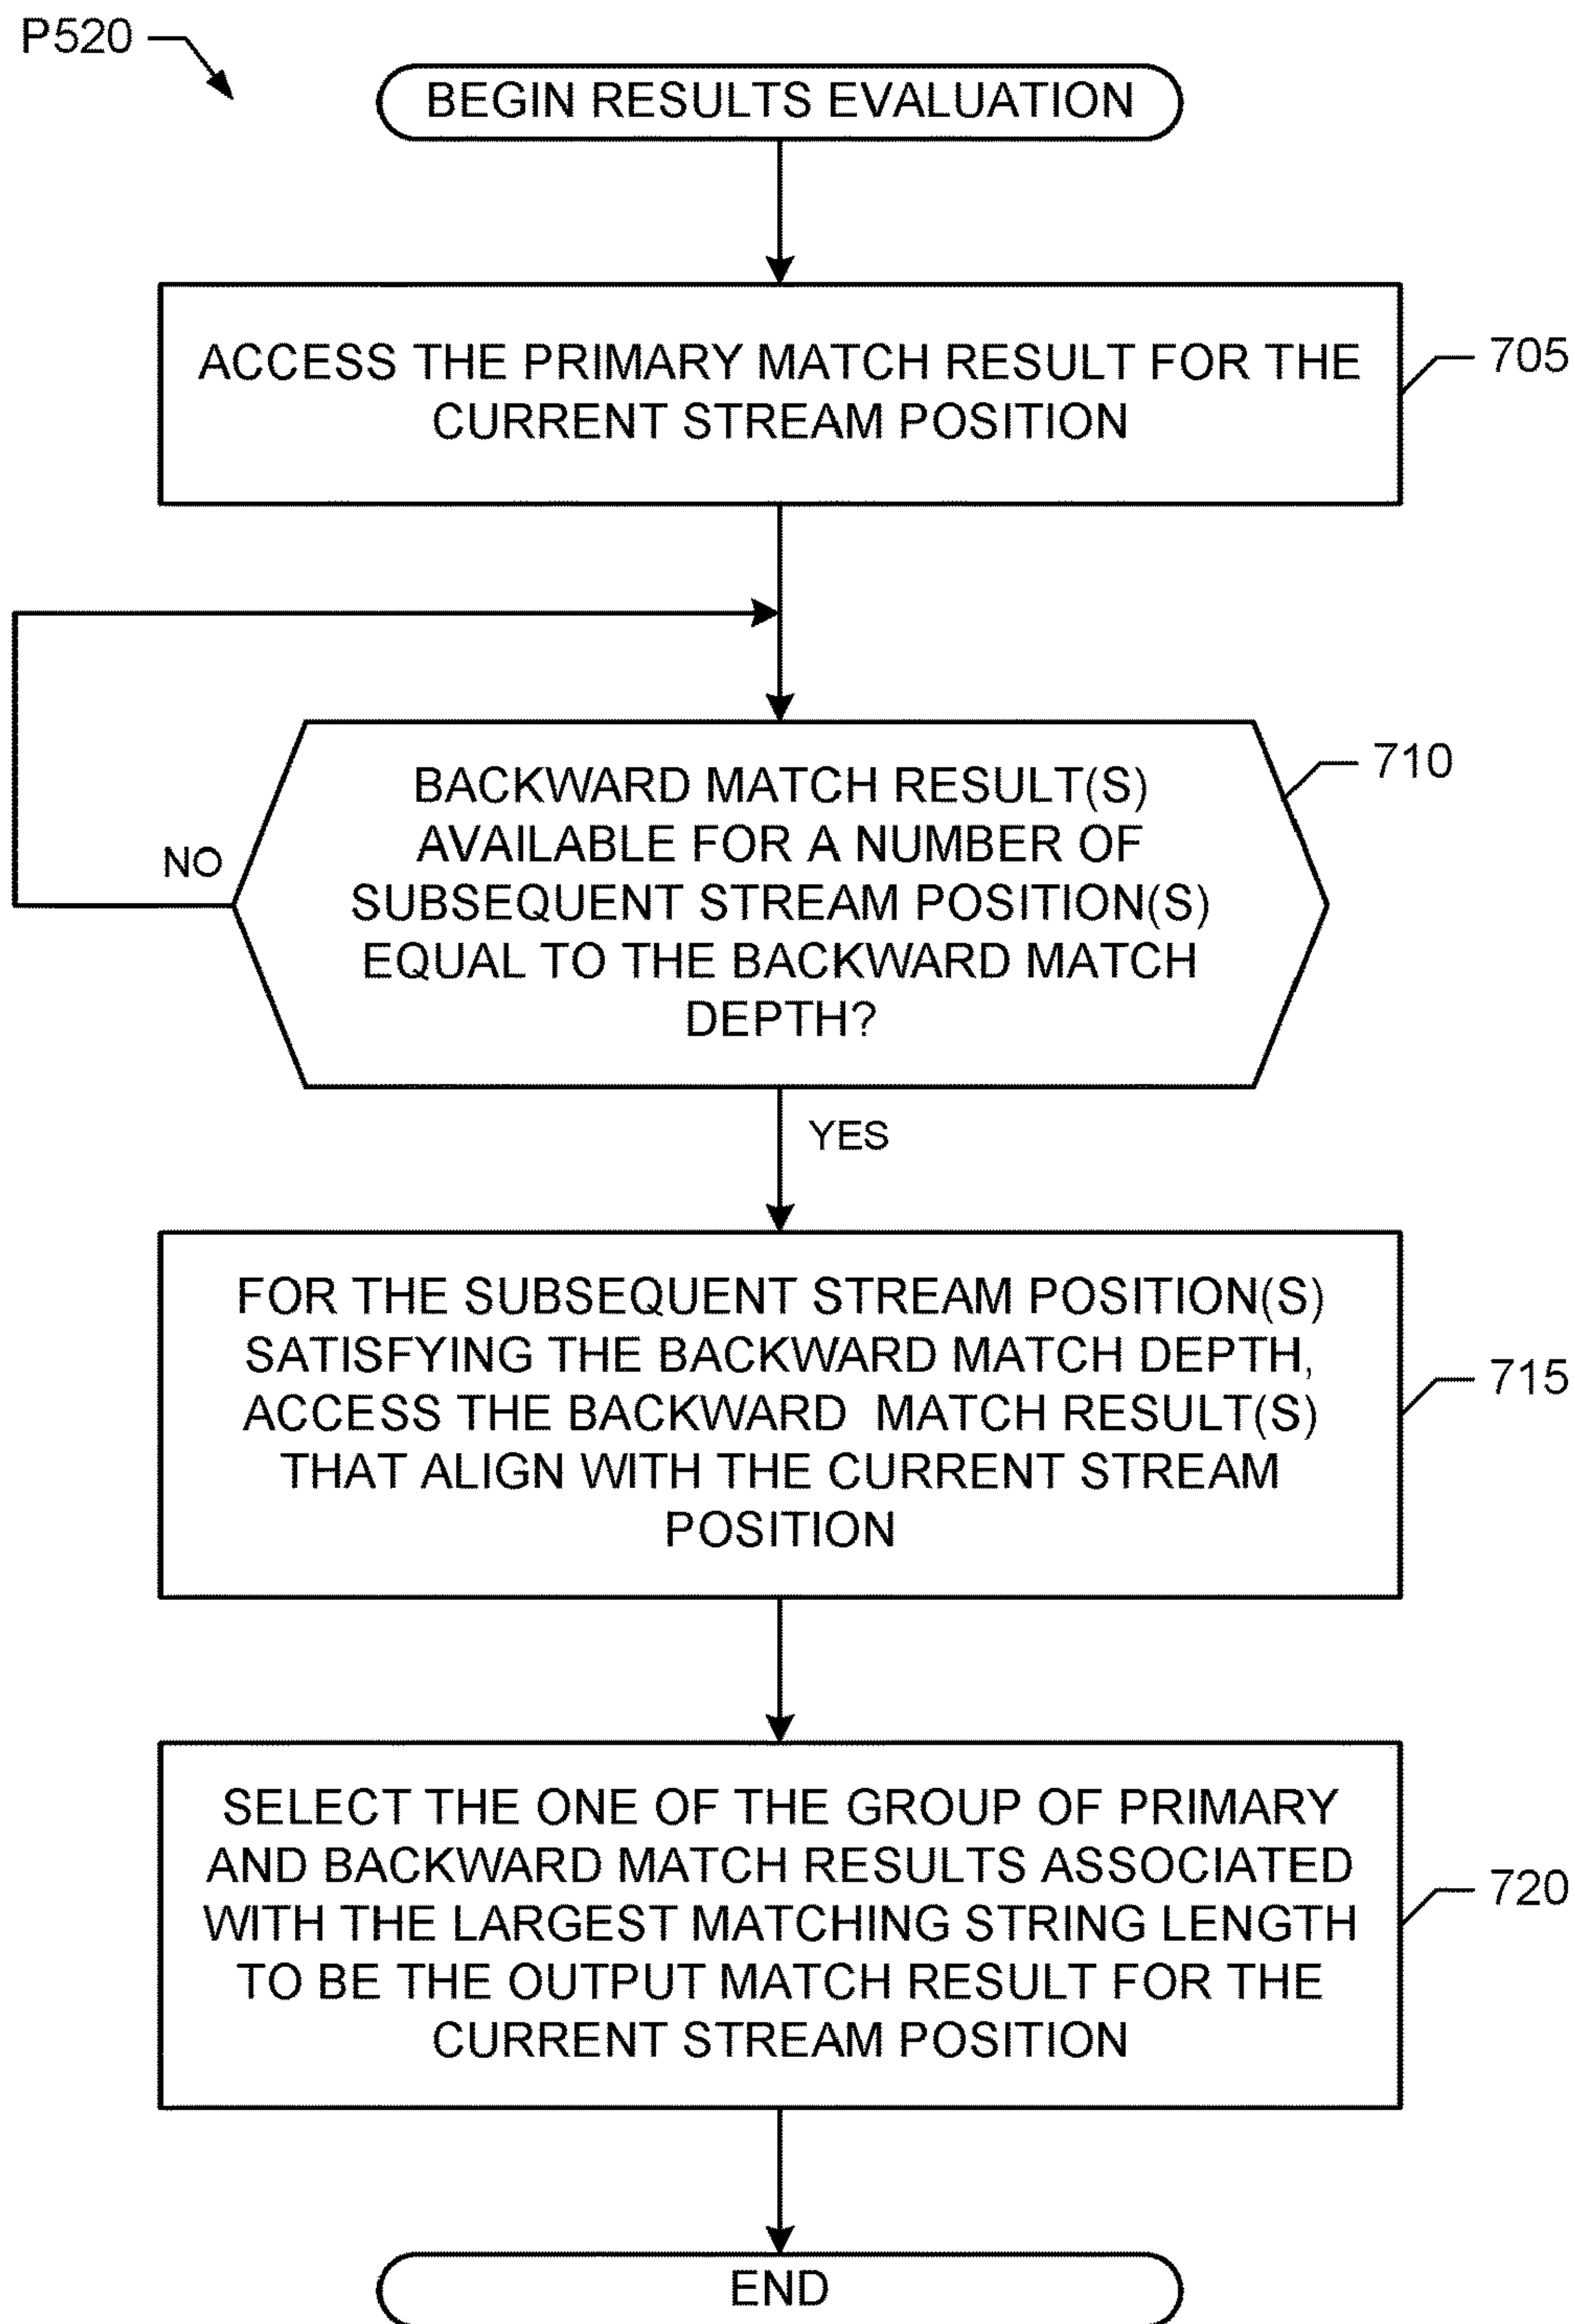 P520
BEGIN RESULTS EVALUATION
ACCESS THE PRIMARY MATCH RESULT FOR THE
CURRENT STREAM POSITION
705
BACKWARD MATCH RESULT(S)
AVAILABLE FOR A NUMBER OF
SUBSEQUENT STREAM POSITION(S)
EQUAL TO THE BACKWARD MATCH
DEPTH?
710
NO
YES
FOR THE SUBSEQUENT STREAM POSITION(S)
SATISFYING THE BACKWARD MATCH DEPTH,
ACCESS THE BACKWARD MATCH RESULT(S)
THAT ALIGN WITH THE CURRENT STREAM
POSITION
715
SELECT THE ONE OF THE GROUP OF PRIMARY
AND BACKWARD MATCH RESULTS ASSOCIATED
WITH THE LARGEST MATCHING STRING LENGTH
TO BE THE OUTPUT MATCH RESULT FOR THE
CURRENT STREAM POSITION
720
END